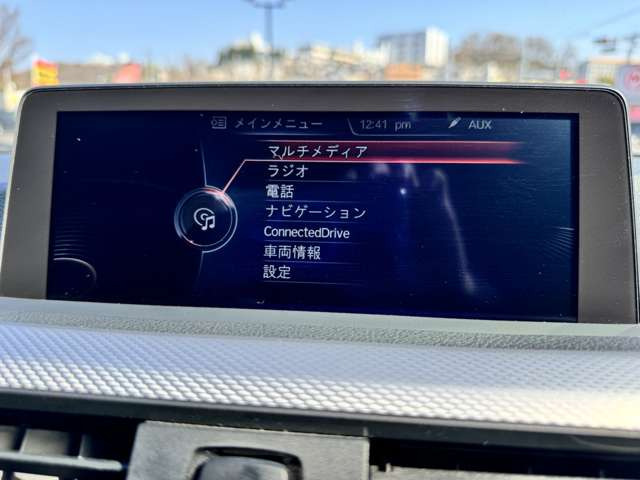 メインメニュー 12:41 pm AUX
マルチメディア
ラジオ
電話
ナビゲーション
ConnectedDrive
車両情報
設定